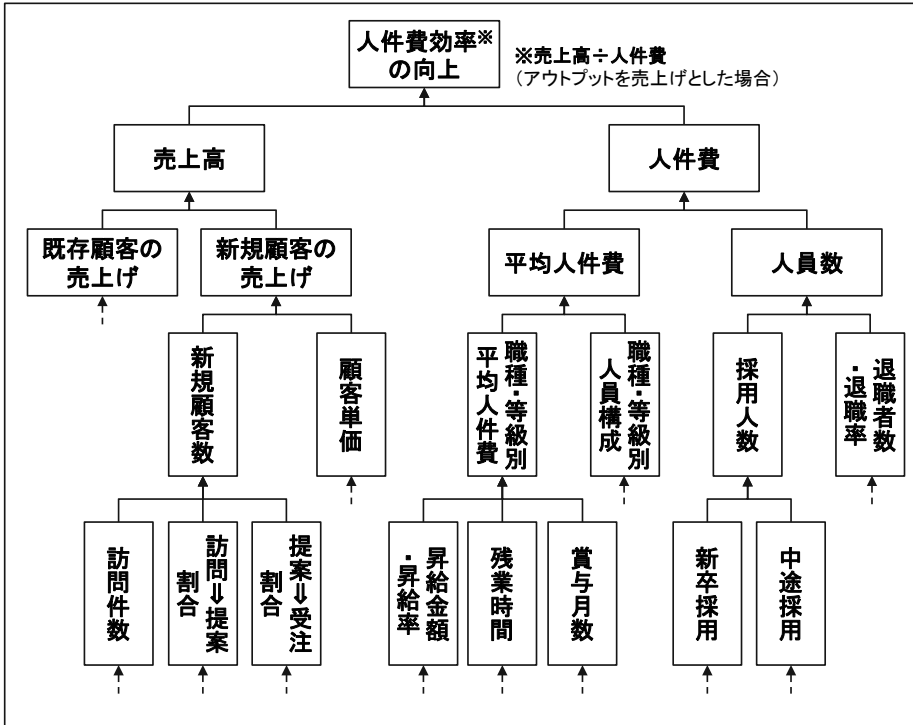 人件費効率※
の向上
※売上高÷人件費
（アウトプットを売上げとした場合）
売上高
人件費
既存顧客の
売上げ
新規顧客の
売上げ
平均人件費
人員数
新規顧客数
顧客単価
職種・等級別
平均人件費
職種・等級別
人員構成
採用人数
退職者数
・退職率
訪問件数
訪問⇒提案
割合
提案⇒受注
割合
昇給金額
・昇給率
残業時間
賞与月数
新卒採用
中途採用